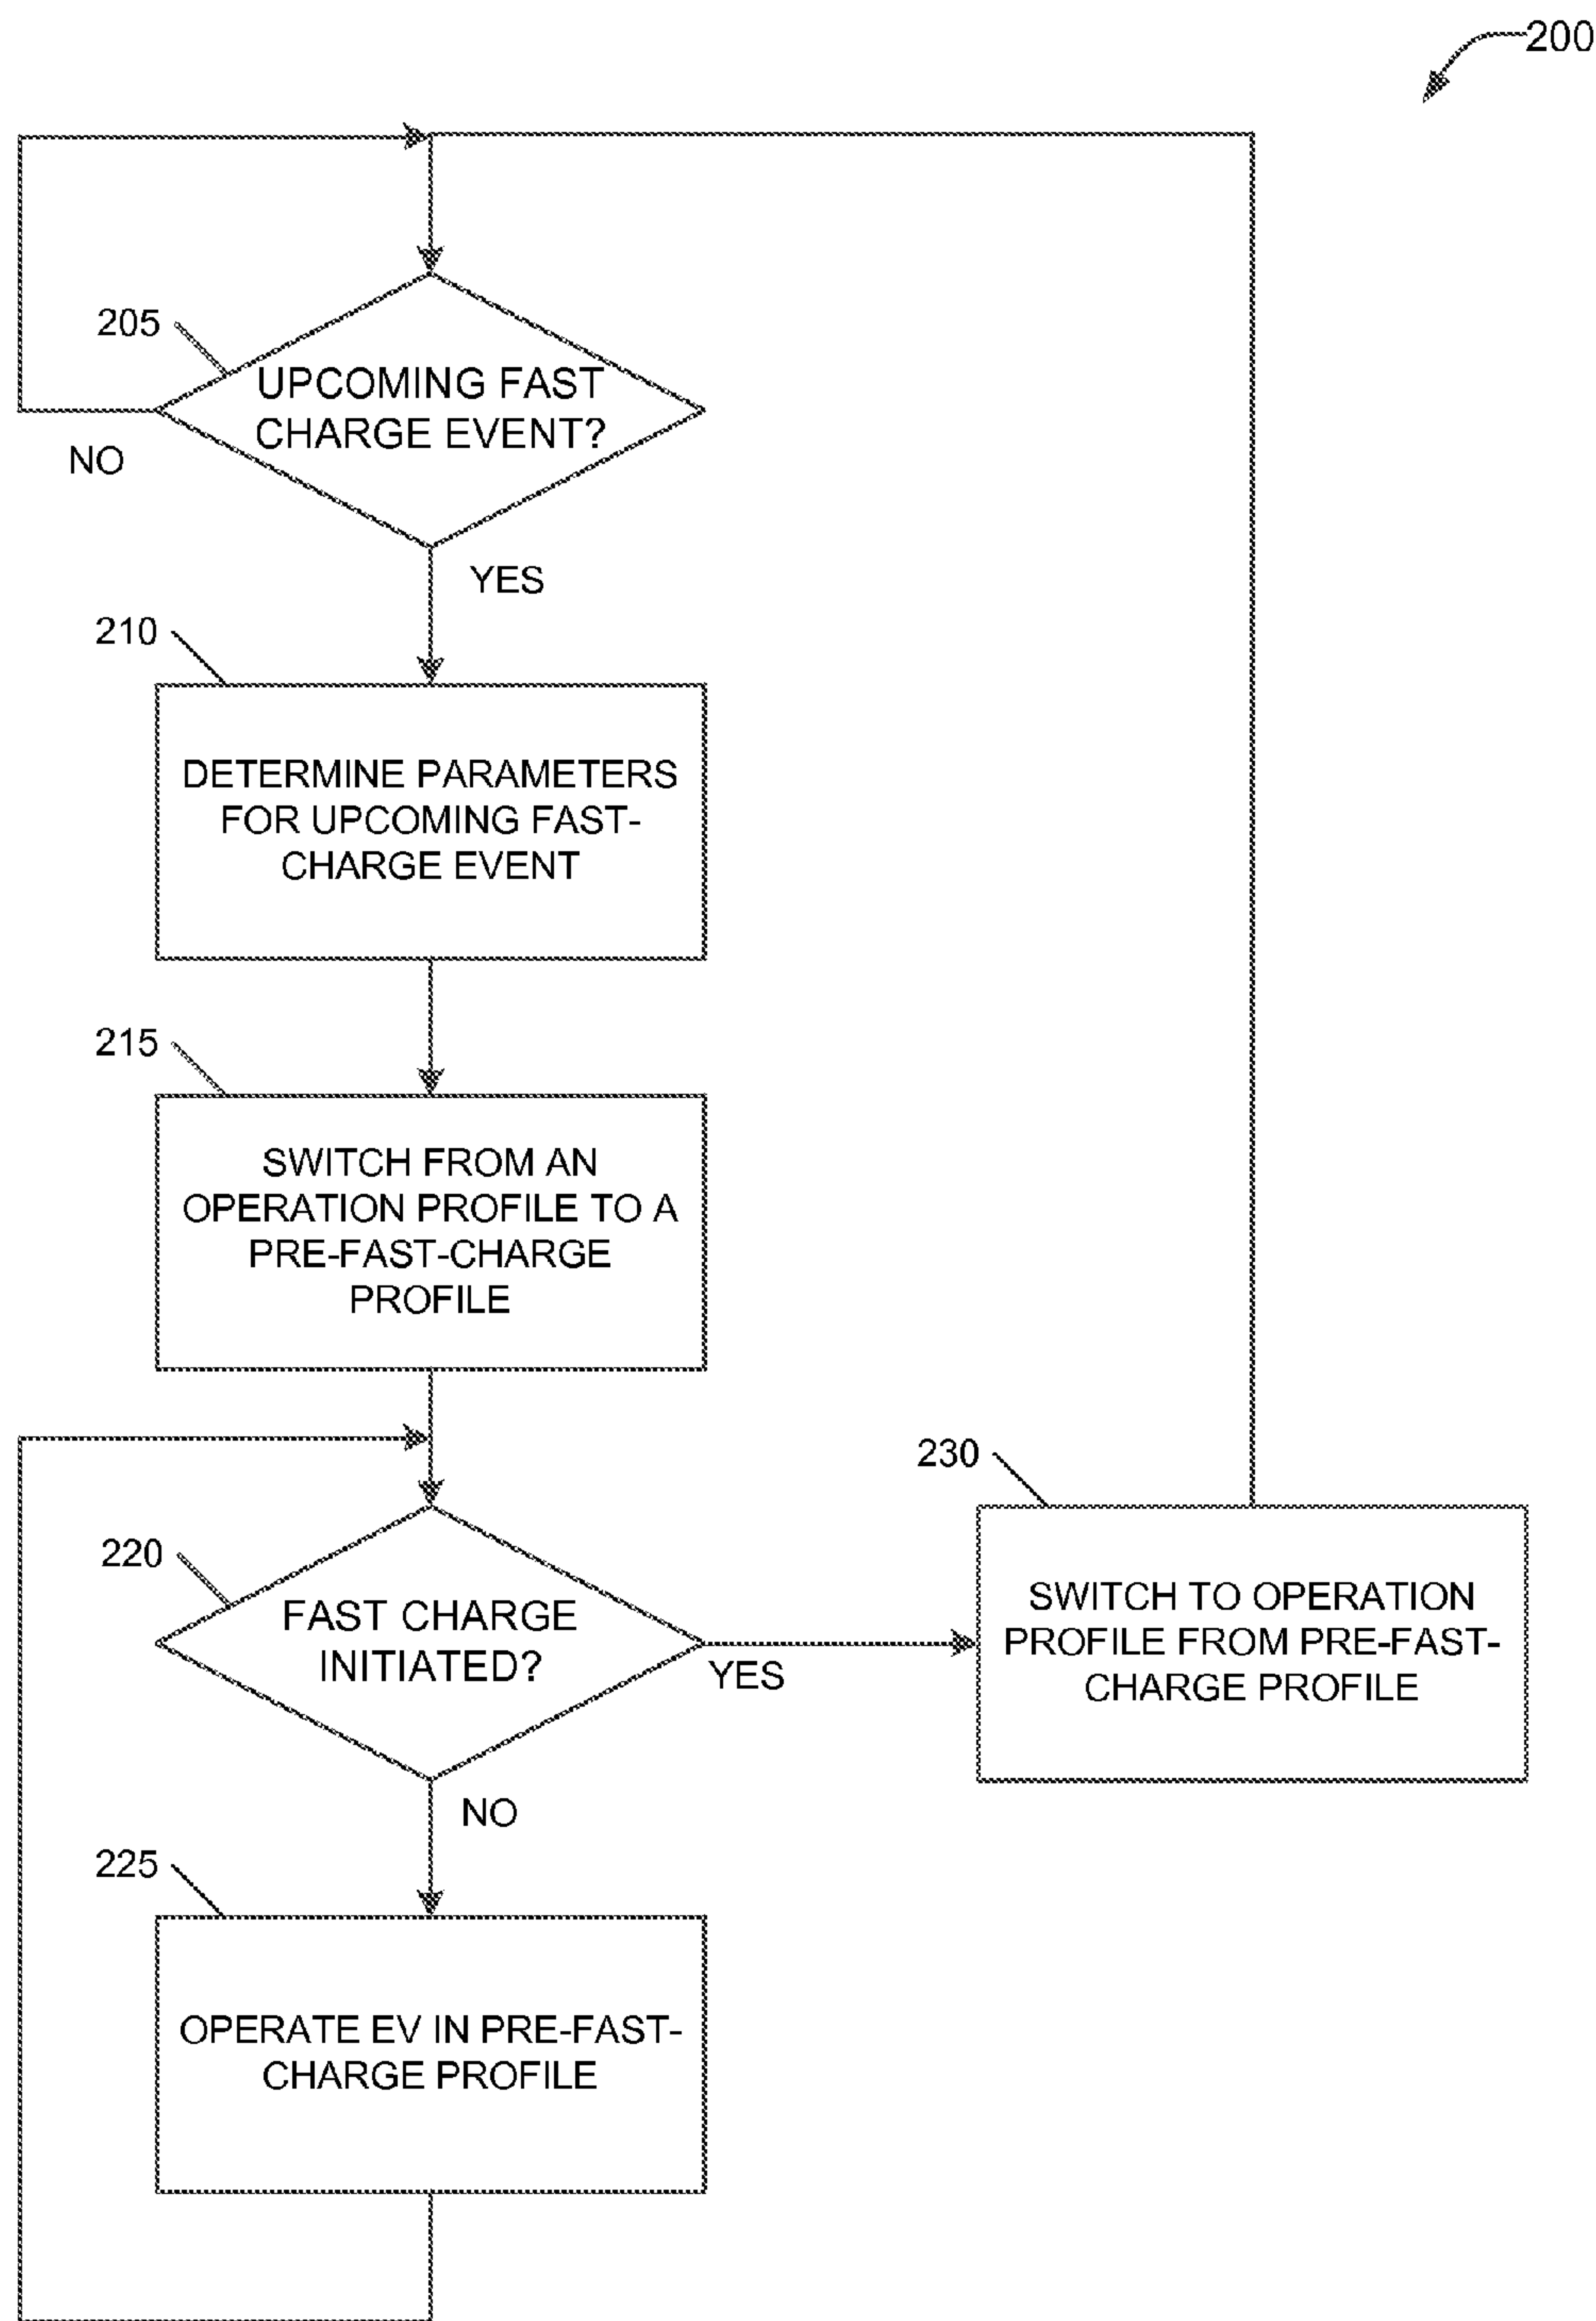 200
205
UPCOMING FAST
CHARGE EVENT?
NO
YES
210
DETERMINE PARAMETERS
FOR UPCOMING FAST-
CHARGE EVENT
215
SWITCH FROM AN
OPERATION PROFILE TO A
PRE-FAST-CHARGE
PROFILE
220
FAST CHARGE
INITIATED?
YES
230
SWITCH TO OPERATION
PROFILE FROM PRE-FAST-
CHARGE PROFILE
NO
225
OPERATE EV IN PRE-FAST-
CHARGE PROFILE